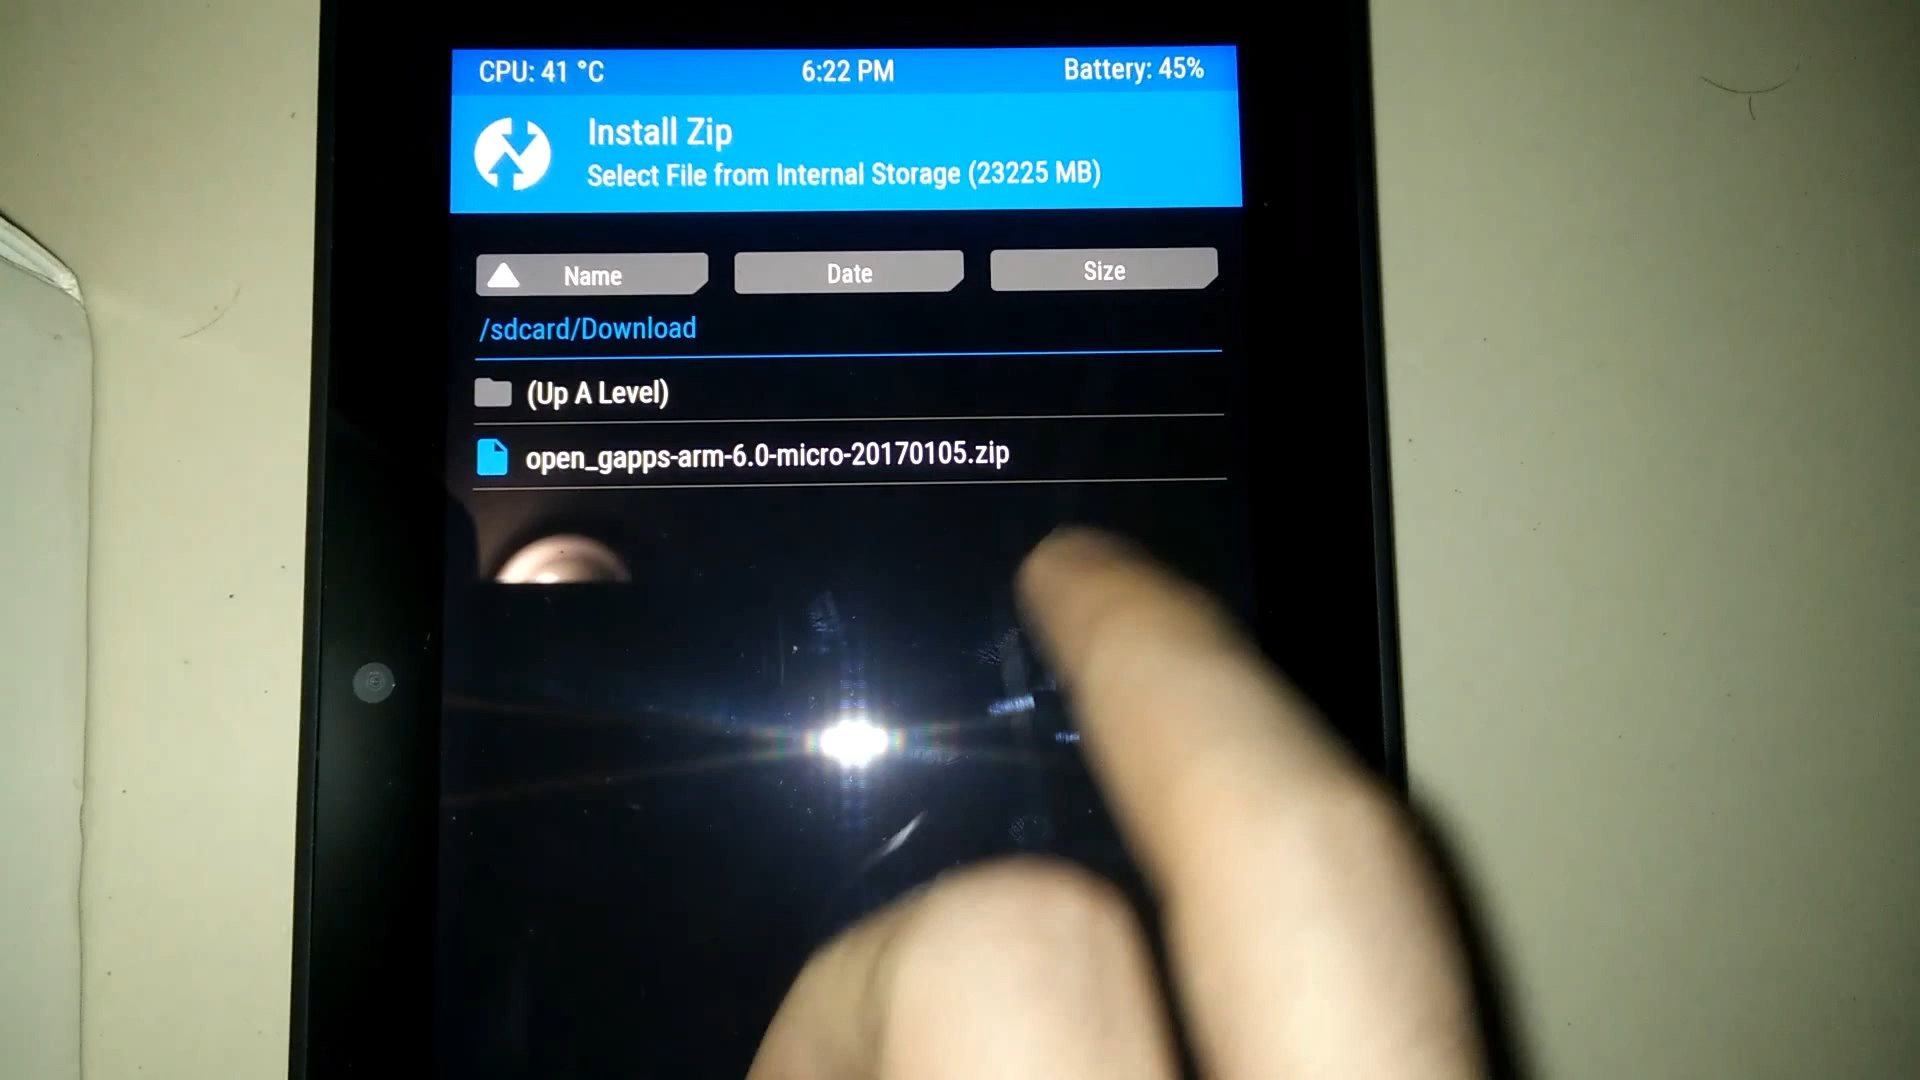 CPU: 41 °C 6:22 PM Battery: 45%
Install Zip
Select File from Internal Storage (23225 MB)
Name Date Size
/sdcard/Download
(Up A Level)
open_gapps-arm-6.0-micro-20170105.zip